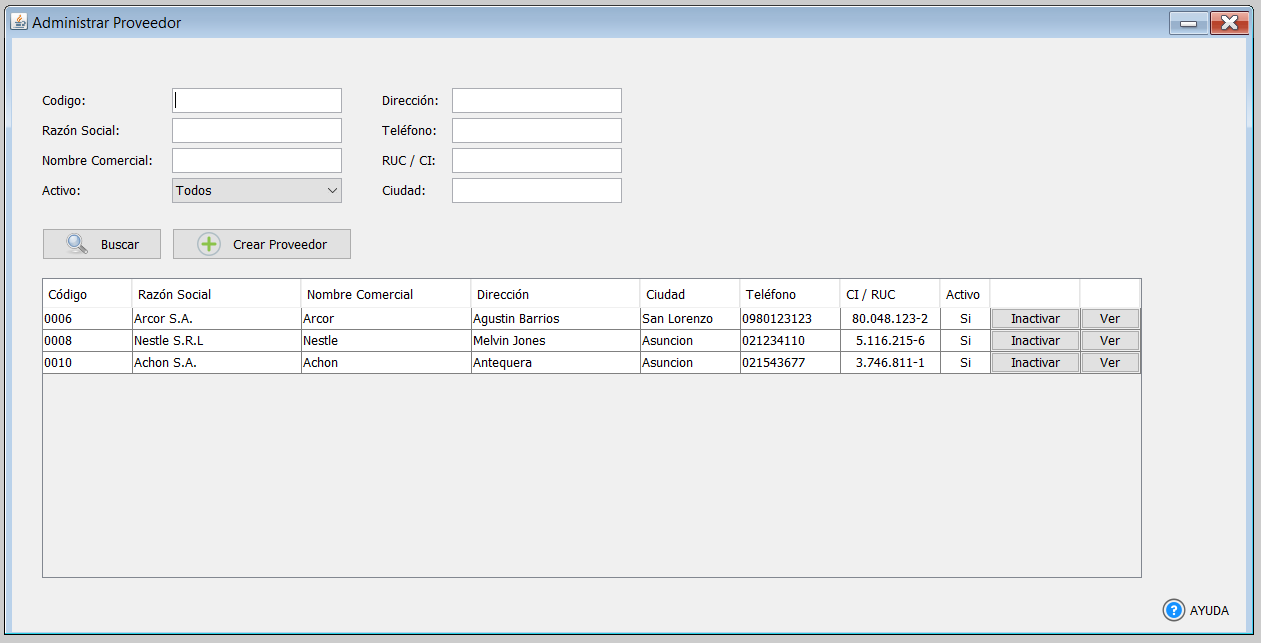 Administrar Proveedor
Codigo: Dirección:
Razón Social: Teléfono:
Nombre Comercial: RUC / CI:
Activo: Todos Ciudad:
Buscar Crear Proveedor
Código Razón Social Nombre Comercial Dirección Ciudad Teléfono CI / RUC Activo
0006 Arcor S.A. Arcor Agustin Barrios San Lorenzo 0980123123 80.048.123-2 Si Inactivar Ver
0008 Nestle S.R.L Nestle Melvin Jones Asuncion 021234110 5.116.215-6 Si Inactivar Ver
0010 Achon S.A. Achon Antequera Asuncion 021543677 3.746.811-1 Si Inactivar Ver
? AYUDA